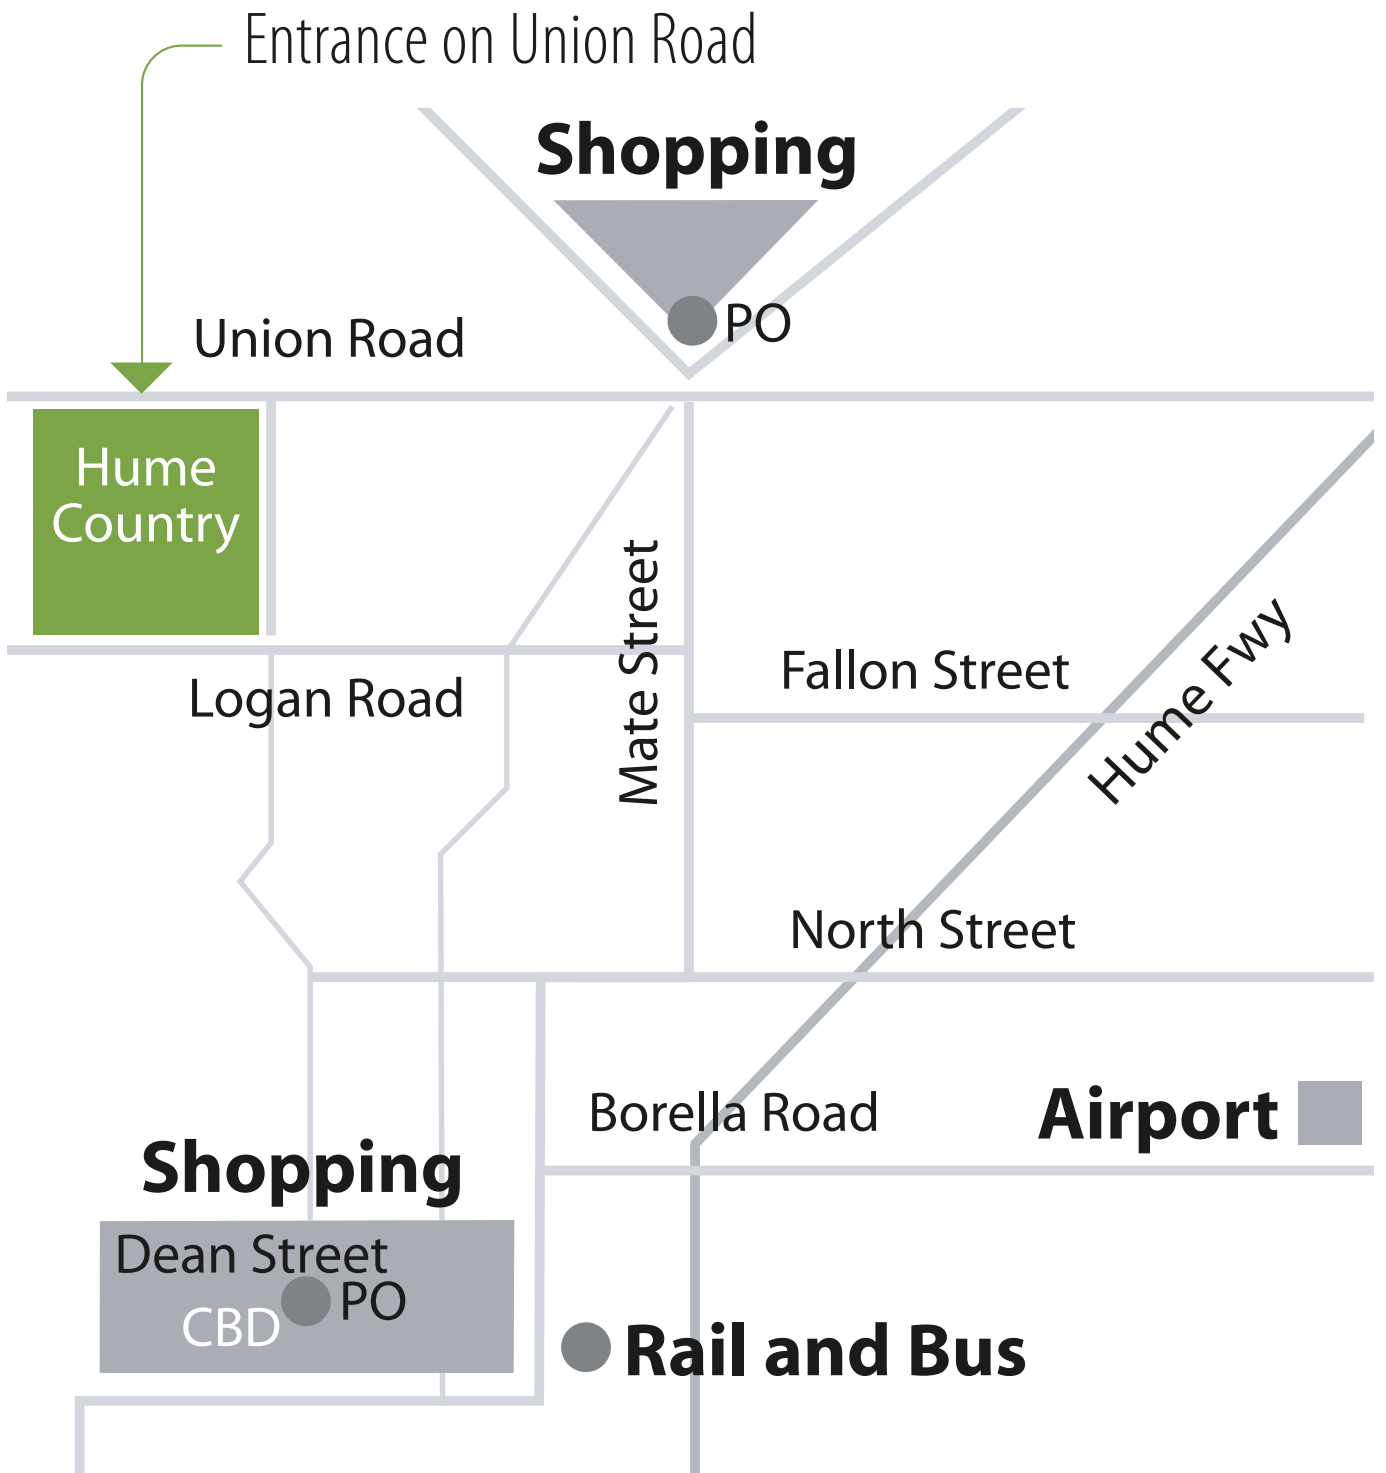 Entrance on Union Road
Shopping
PO
Union Road
Hume
Country
Mate Street
Fallon Street
Hume Fwy
Logan Road
North Street
Borella Road
Airport
Shopping
Dean Street
PO
CBD
Rail and Bus